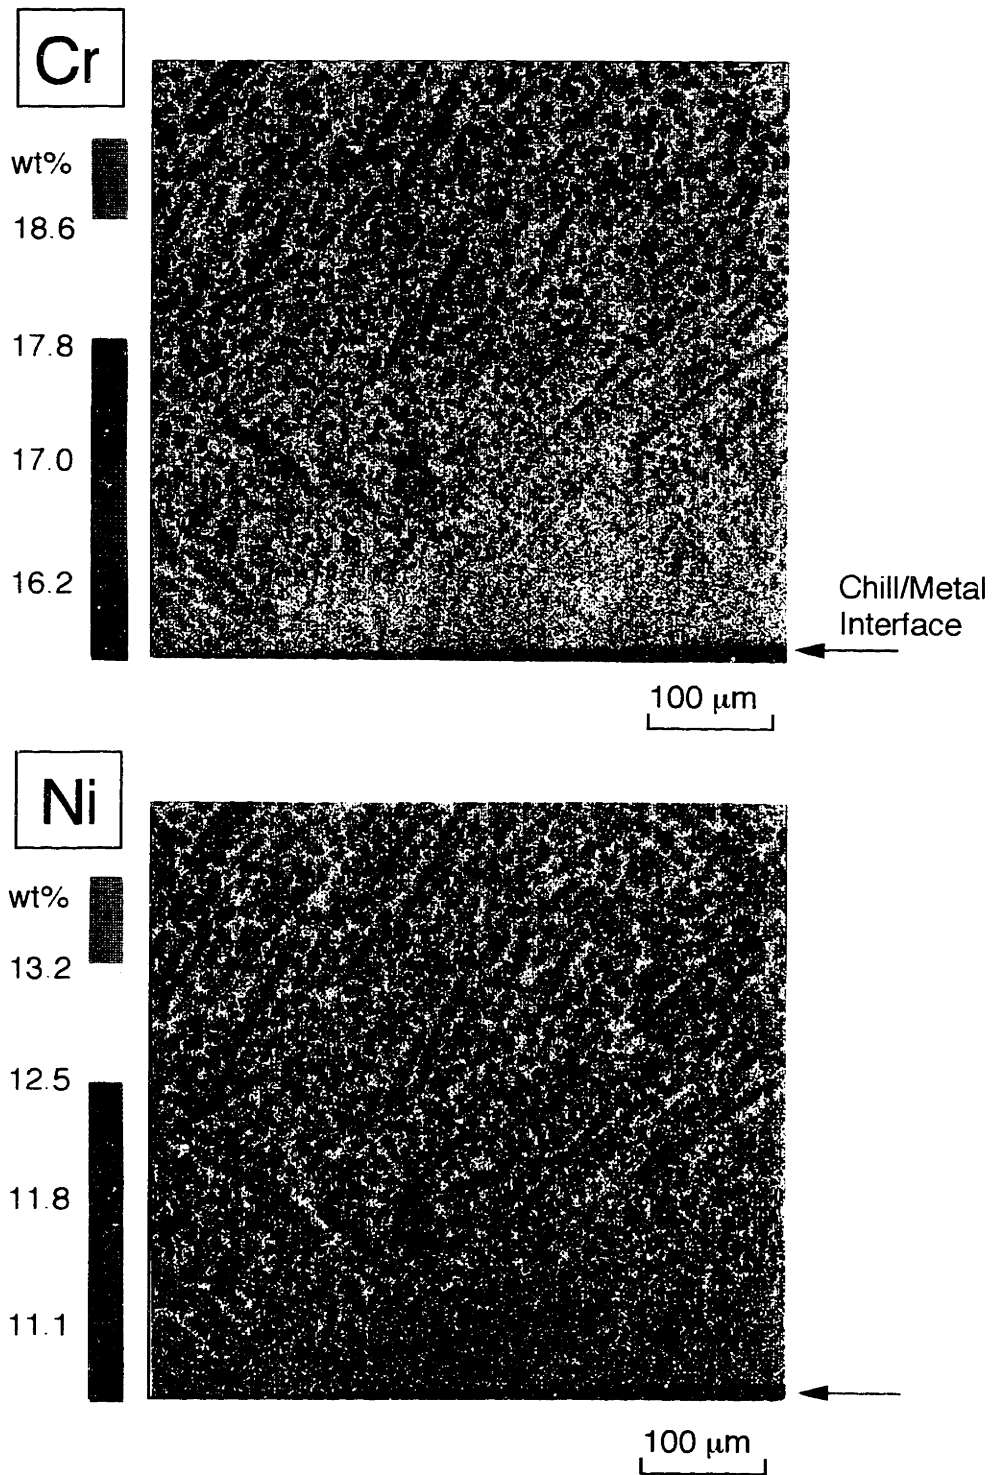 Cr
wt%
18.6
17.8
17.0
16.2
Chill/Metal
Interface
100 μm
Ni
wt%
13.2
12.5
11.8
11.1
100 μm